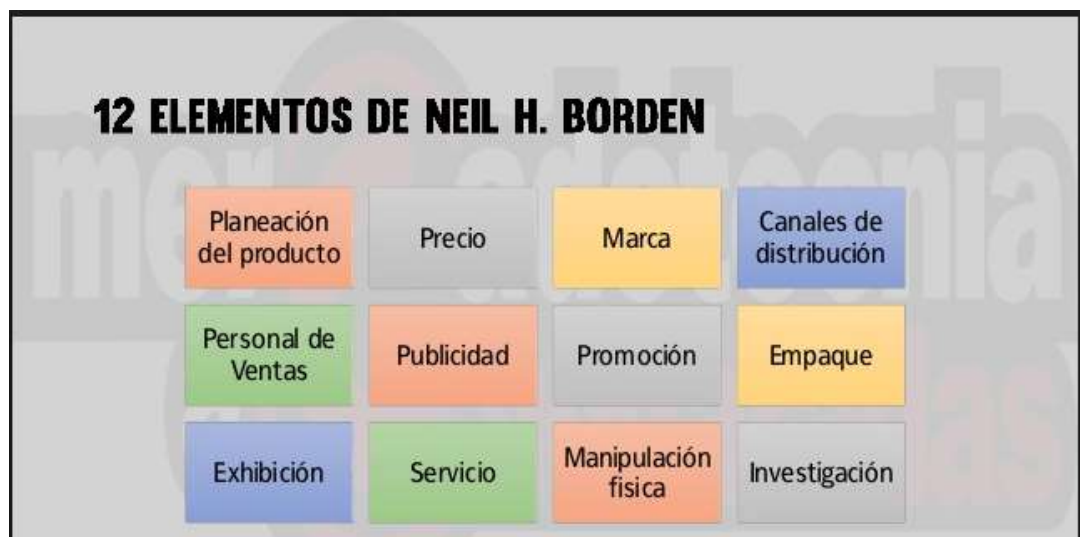 12 ELEMENTOS DE NEIL H. BORDEN
Planeación
del producto
Precio
Marca
Canales de
distribución
Personal de
Ventas
Publicidad
Promoción
Empaque
Exhibición
Servicio
Manipulación
fisica
Investigación